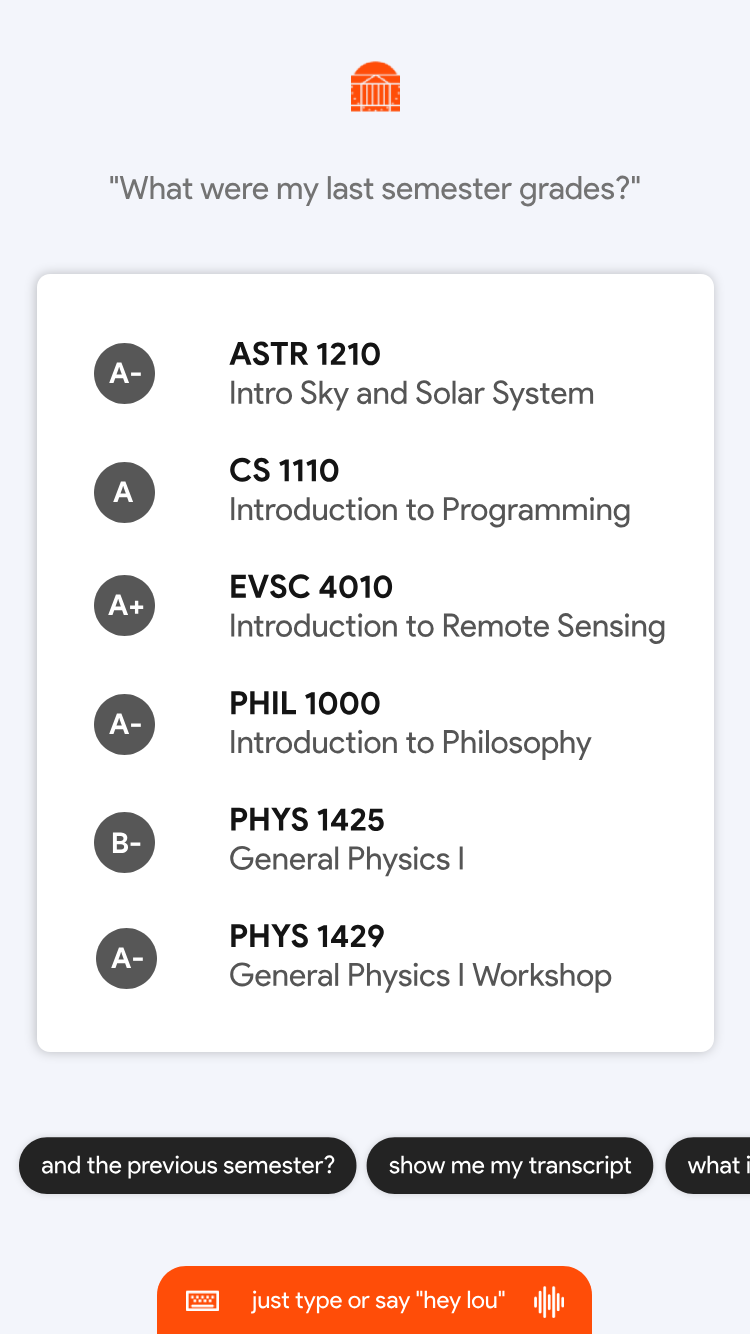 "What were my last semester grades?"
A-
ASTR 1210
Intro Sky and Solar System
A
CS 1110
Introduction to Programming
A+
EVSC 4010
Introduction to Remote Sensing
A-
PHIL 1000
Introduction to Philosophy
B-
PHYS 1425
General Physics I
A-
PHYS 1429
General Physics I Workshop
and the previous semester?
show me my transcript
what i
just type or say "hey lou"